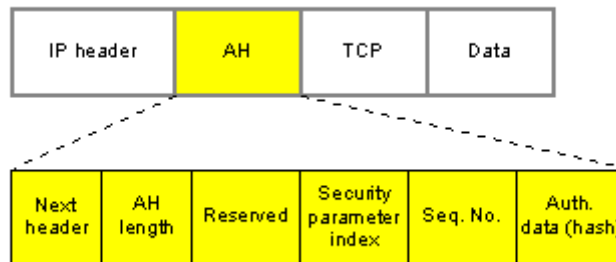 IP header
AH
TCP
Data
Next
header
AH
length
Reserved
Security
parameter
index
Seq. No.
Auth.
data (hash)